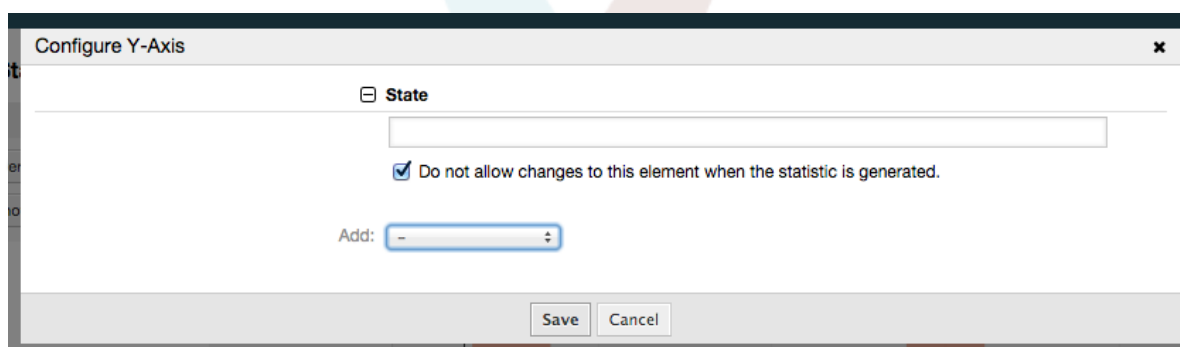 Configure Y-Axis
State
Do not allow changes to this element when the statistic is generated.
Add: –
Save Cancel